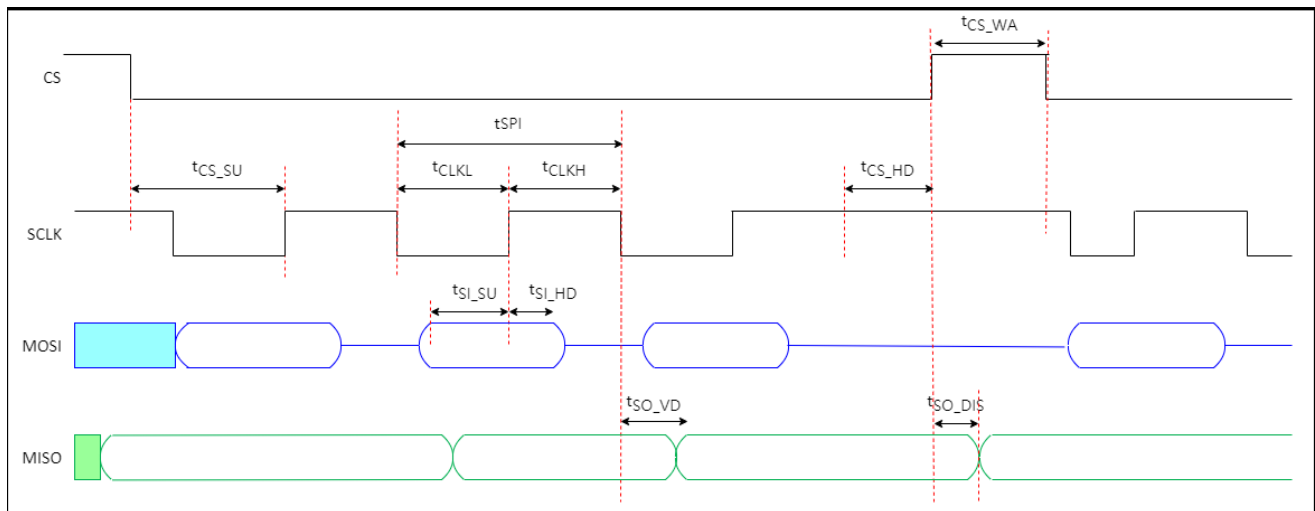 tCS_WA
CS
tSPI
tCS_SU
tCLKL
tCLKH
tCS_HD
SCLK
tSI_SU
tSI_HD
MOSI
tSO_VD
tSO_DIS
MISO